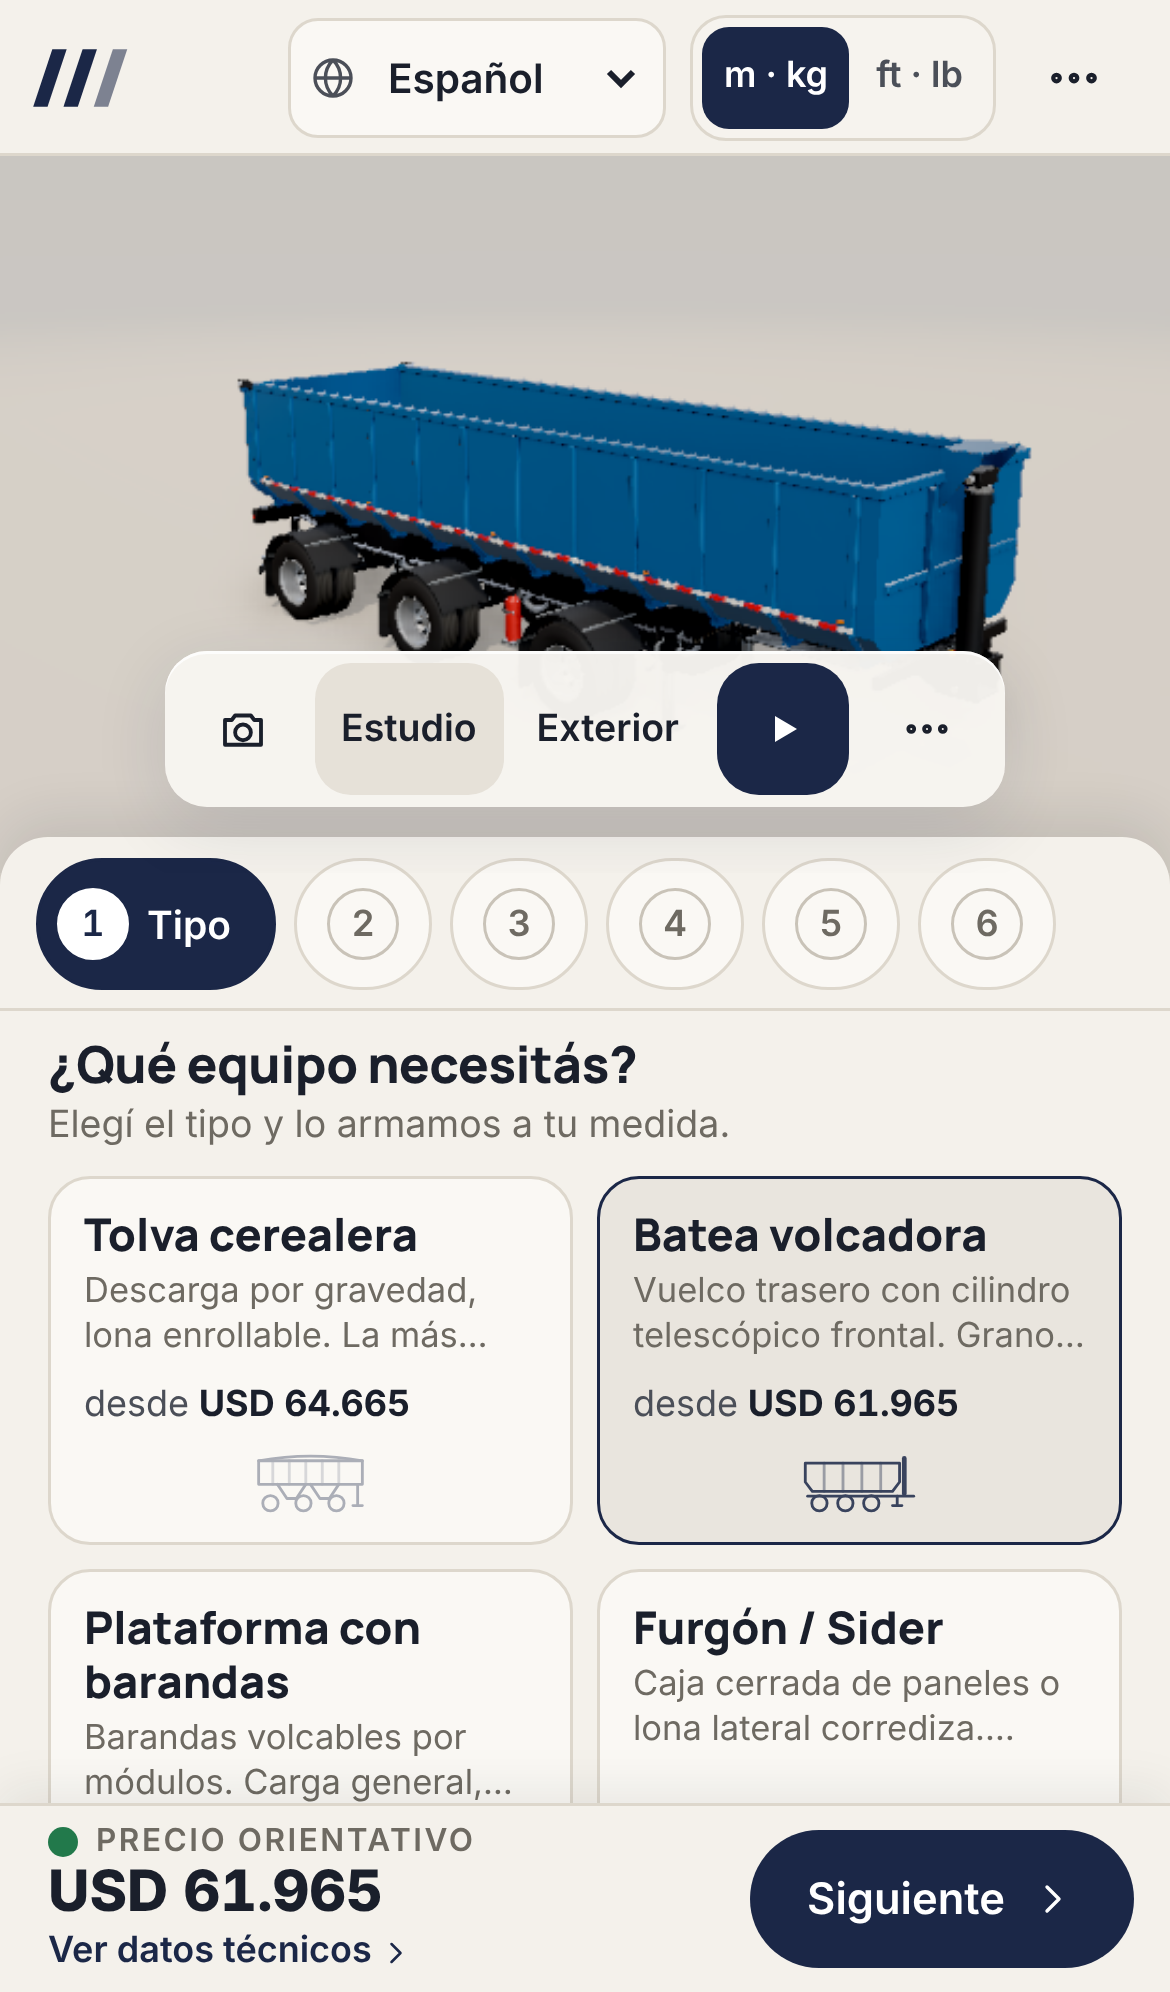 Español
m · kg
ft · lb
Estudio
Exterior
1 Tipo
2
3
4
5
6
¿Qué equipo necesitás?
Elegí el tipo y lo armamos a tu medida.
Tolva cerealera
Descarga por gravedad,
lona enrollable. La más...
desde USD 64.665
Batea volcadora
Vuelco trasero con cilindro
telescópico frontal. Grano...
desde USD 61.965
Plataforma con
barandas
Barandas volcables por
módulos. Carga general,...
Furgón / Sider
Caja cerrada de paneles o
lona lateral corrediza....
PRECIO ORIENTATIVO
USD 61.965
Ver datos técnicos
Siguiente